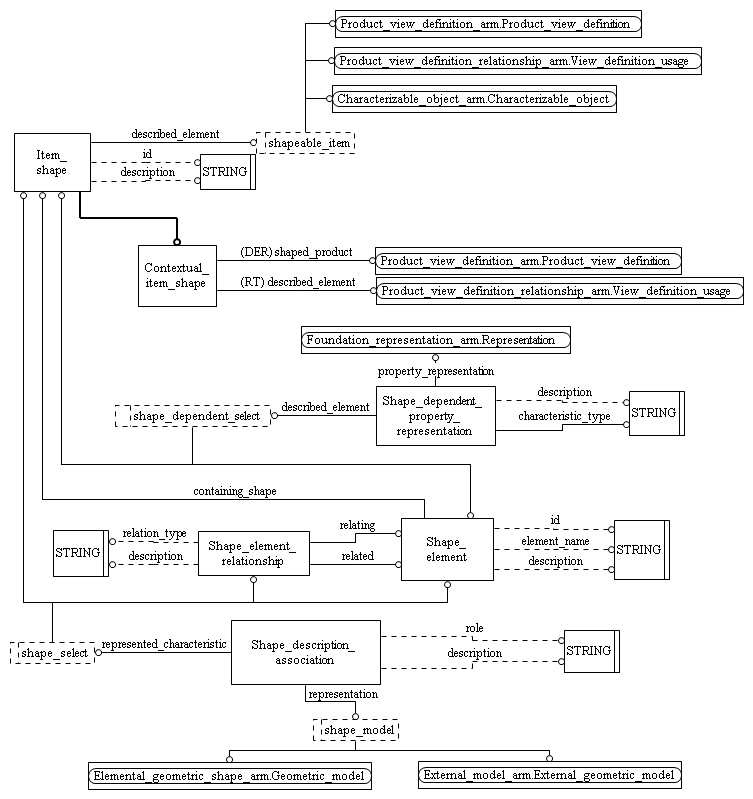 Product_view_definition_arm.Product_view_definition
Product_view_definition_relationship_arm.View_definition_usage
Characterizable_object_arm.Characterizable_object
described_element
shapeable_item
Item_
shape
id
description
STRING
Contextual_
item_shape
(DER) shaped_product
Product_view_definition_arm.Product_view_definition
(RT) described_element
Product_view_definition_relationship_arm.View_definition_usage
Foundation_representation_arm.Representation
property_representation
shape_dependent_select
described_element
Shape_dependent_
property_
representation
description
characteristic_type
STRING
containing_shape
STRING
relation_type
description
Shape_element_
relationship
relating
related
Shape_
element
id
element_name
description
STRING
shape_select
represented_characteristic
Shape_description_
association
role
description
STRING
representation
shape_model
Elemental_geometric_shape_arm.Geometric_model
External_model_arm.External_geometric_model